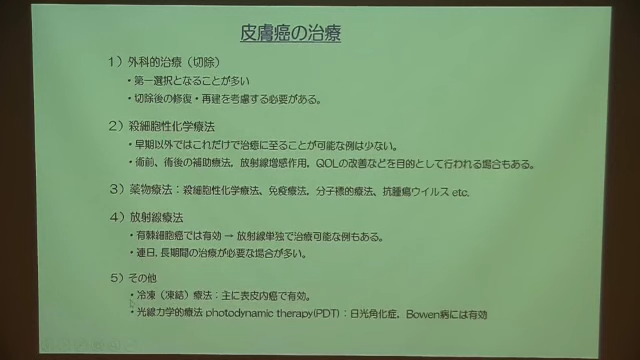 皮膚癌の治療
1）外科的治療（切除）
・第一選択となることが多い
・切除後の修復・再建を考慮する必要がある。
2）殺細胞性化学療法
・早期以外ではこれだけで治癒に至ることが可能な例は少ない。
・術前、術後の補助療法，放射線増感作用，QOLの改善などを目的として行われる場合もある。
3）薬物療法：殺細胞性化学療法、免疫療法，分子標的療法、抗腫瘍ウイルス etc.
4）放射線療法
・有棘細胞癌では有効 → 放射線単独で治療可能な例もある。
・連日，長期間の治療が必要な場合が多い。
5）その他
・冷凍（凍結）療法：主に表皮内癌で有効。
・光線力学的療法 photodynamic therapy(PDT)：日光角化症，Bowen病には有効